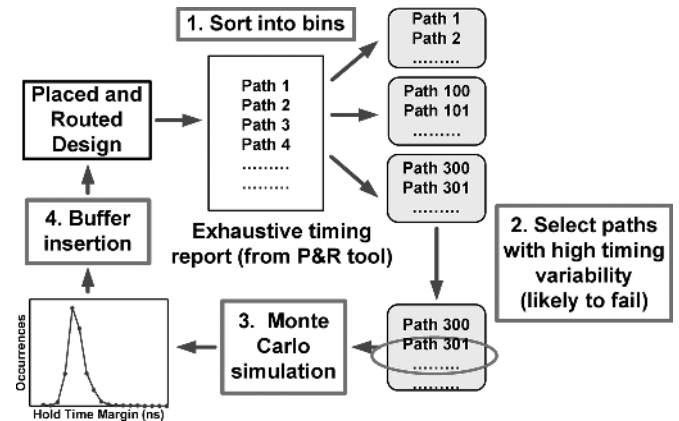 1. Sort into bins
Path 1
Path 2
.........
Placed and
Routed
Design
Path 1
Path 2
Path 3
Path 4
.........
.........
Path 100
Path 101
.........
Path 300
Path 301
.........
4. Buffer
insertion
Exhaustive timing
report (from P&R tool)
2. Select paths
with high timing
variability
(likely to fail)
Occurrences
Hold Time Margin (ns)
3. Monte
Carlo
simulation
Path 300
Path 301
.........
.........